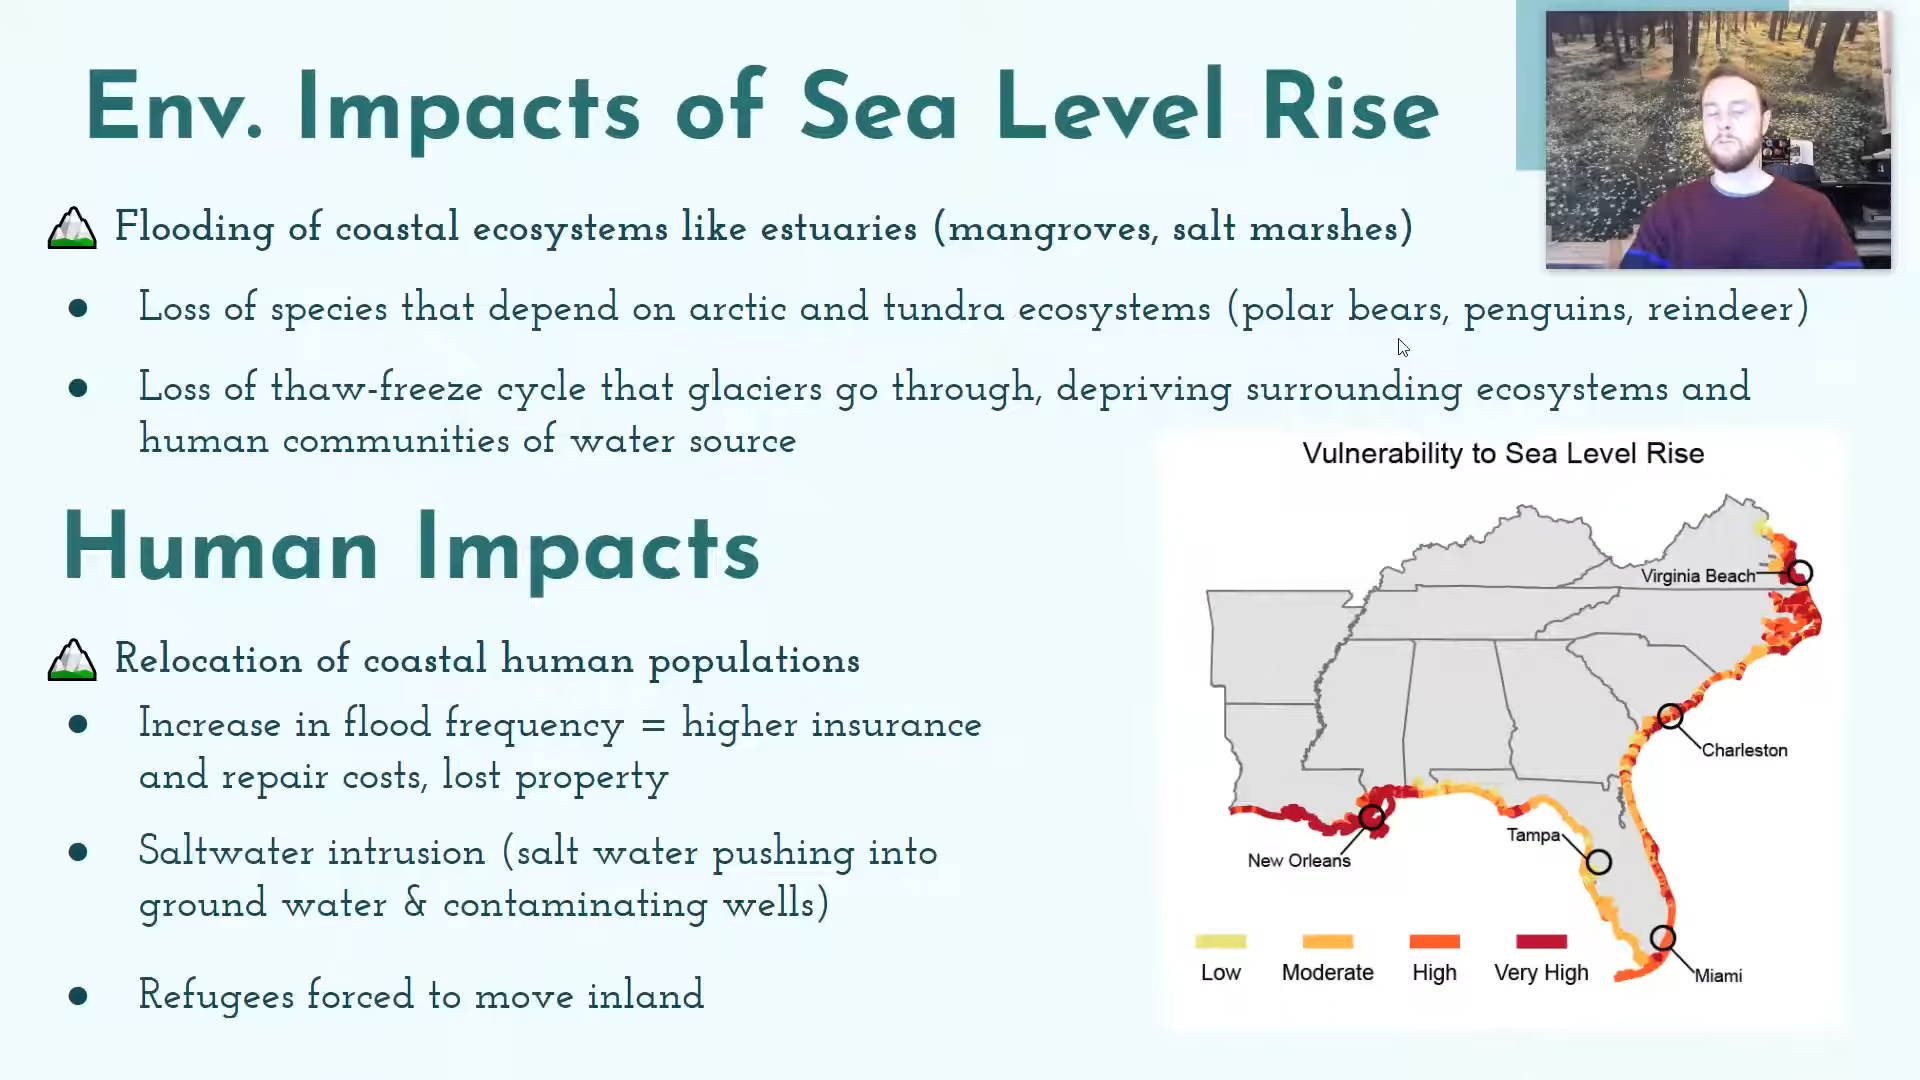 Env. Impacts of Sea Level Rise
Flooding of coastal ecosystems like estuaries (mangroves, salt marshes)
● Loss of species that depend on arctic and tundra ecosystems (polar bears, penguins, reindeer)
● Loss of thaw-freeze cycle that glaciers go through, depriving surrounding ecosystems and
human communities of water source
Human Impacts
Relocation of coastal human populations
● Increase in flood frequency = higher insurance
and repair costs, lost property
● Saltwater intrusion (salt water pushing into
ground water & contaminating wells)
● Refugees forced to move inland
Vulnerability to Sea Level Rise
Virginia Beach
Charleston
Tampa
New Orleans
Miami
Low Moderate High Very High